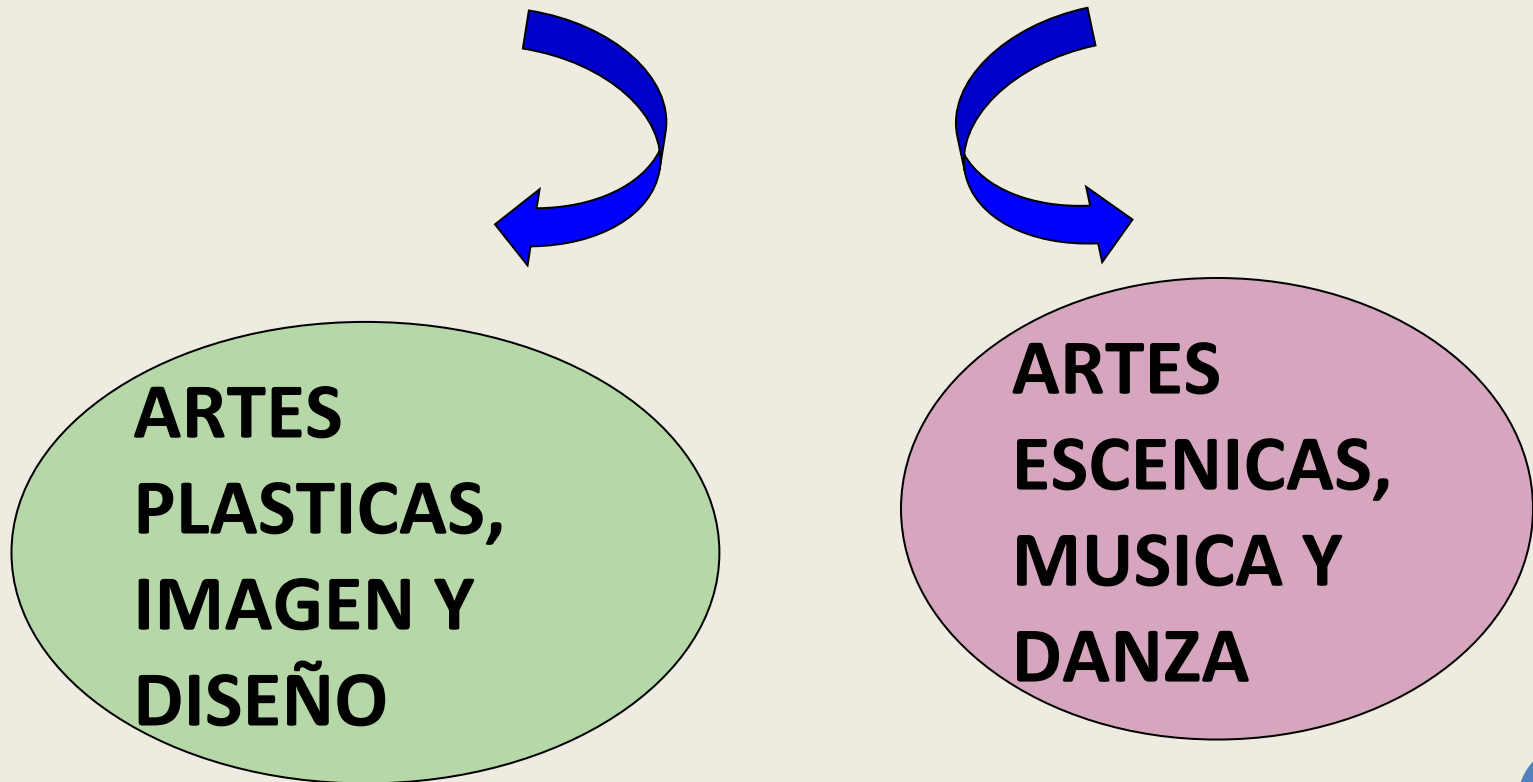 ARTES
PLASTICAS,
IMAGEN Y
DISEÑO
ARTES
ESCENICAS,
MUSICA Y
DANZA